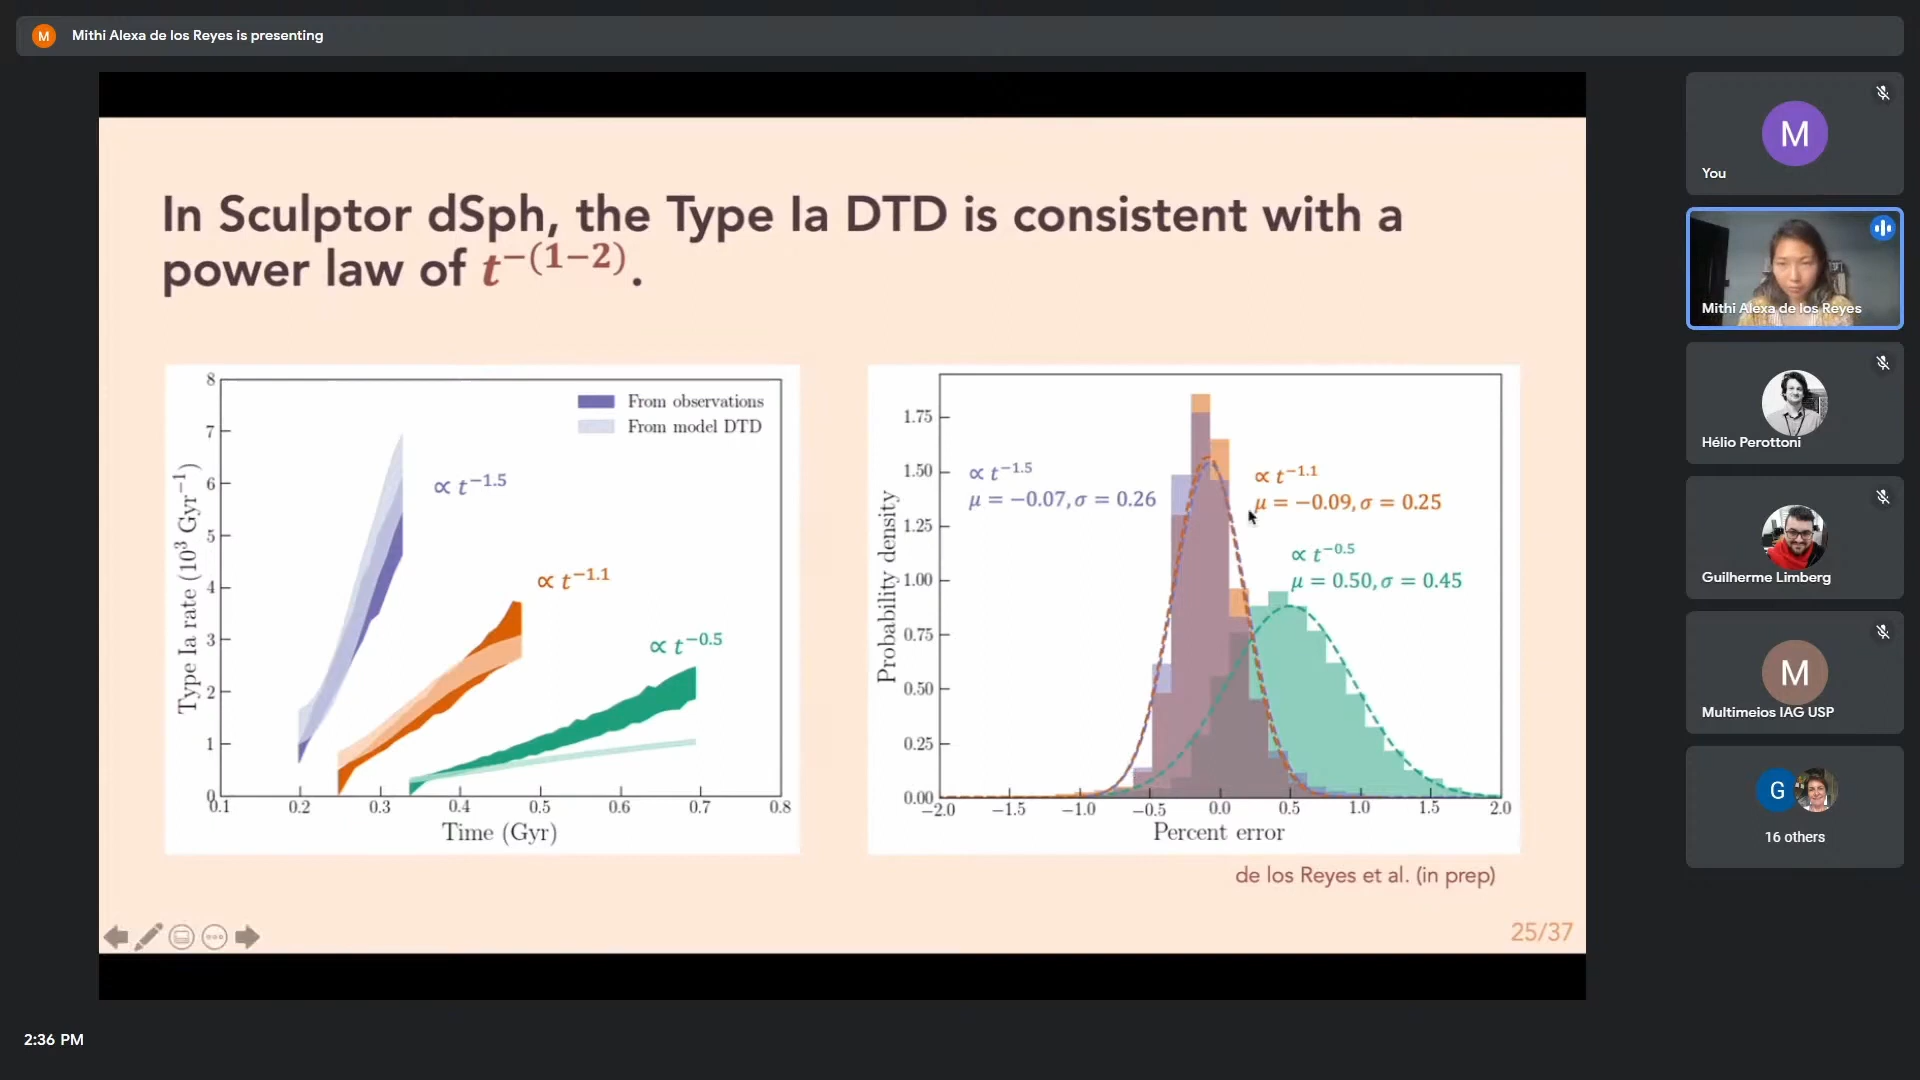 M
Mithi Alexa de los Reyes is presenting
In Sculptor dSph, the Type Ia DTD is consistent with a
power law of t^−(1−2).
8
7
6
5
4
3
2
1
0
Type Ia rate (10^3 Gyr^−1)
From observations
From model DTD
∝ t^−1.5
∝ t^−1.1
∝ t^−0.5
0.1 0.2 0.3 0.4 0.5 0.6 0.7 0.8
Time (Gyr)
1.75
1.50
1.25
1.00
0.75
0.50
0.25
0.00
Probability density
∝ t^−1.5
μ = −0.07, σ = 0.26
∝ t^−1.1
μ = −0.09, σ = 0.25
∝ t^−0.5
μ = 0.50, σ = 0.45
−2.0 −1.5 −1.0 −0.5 0.0 0.5 1.0 1.5 2.0
Percent error
de los Reyes et al. (in prep)
25/37
M
You
Mithi Alexa de los Reyes
Hélio Perottoni
Guilherme Limberg
M
Multimeios IAG USP
G
16 others
2:36 PM